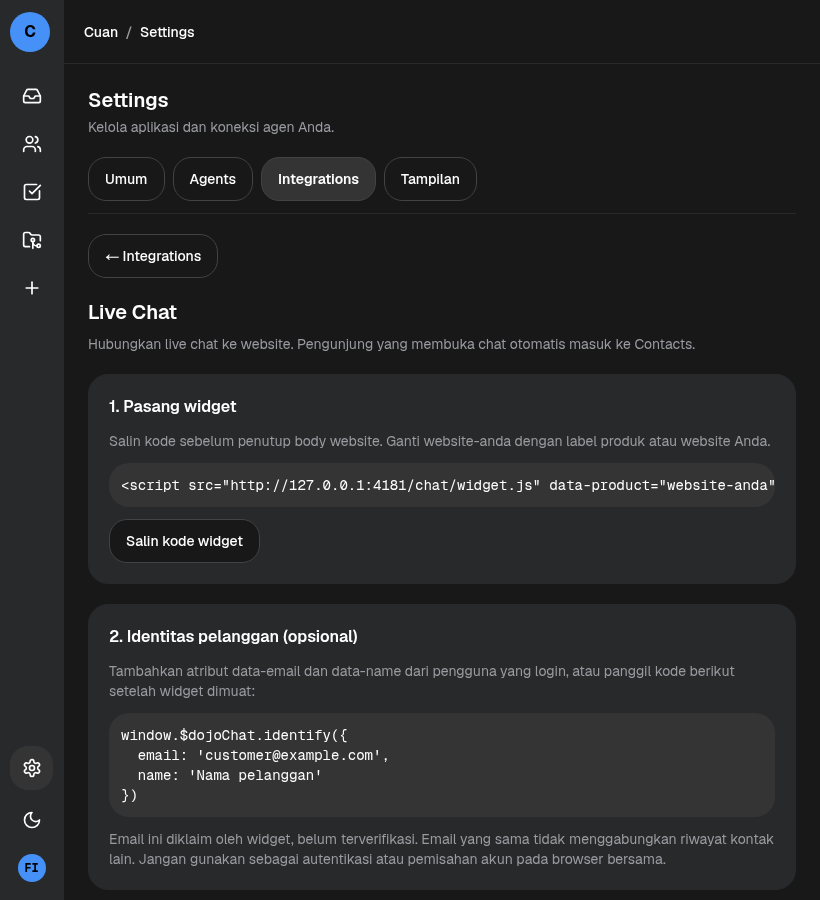 C
Cuan / Settings
Settings
Kelola aplikasi dan koneksi agen Anda.
Umum
Agents
Integrations
Tampilan
← Integrations
Live Chat
Hubungkan live chat ke website. Pengunjung yang membuka chat otomatis masuk ke Contacts.
1. Pasang widget
Salin kode sebelum penutup body website. Ganti website-anda dengan label produk atau website Anda.
<script src="http://127.0.0.1:4181/chat/widget.js" data-product="website-anda"
Salin kode widget
2. Identitas pelanggan (opsional)
Tambahkan atribut data-email dan data-name dari pengguna yang login, atau panggil kode berikut
setelah widget dimuat:
window.$dojoChat.identify({
  email: 'customer@example.com',
  name: 'Nama pelanggan'
})
Email ini diklaim oleh widget, belum terverifikasi. Email yang sama tidak menggabungkan riwayat kontak
lain. Jangan gunakan sebagai autentikasi atau pemisahan akun pada browser bersama.
FI